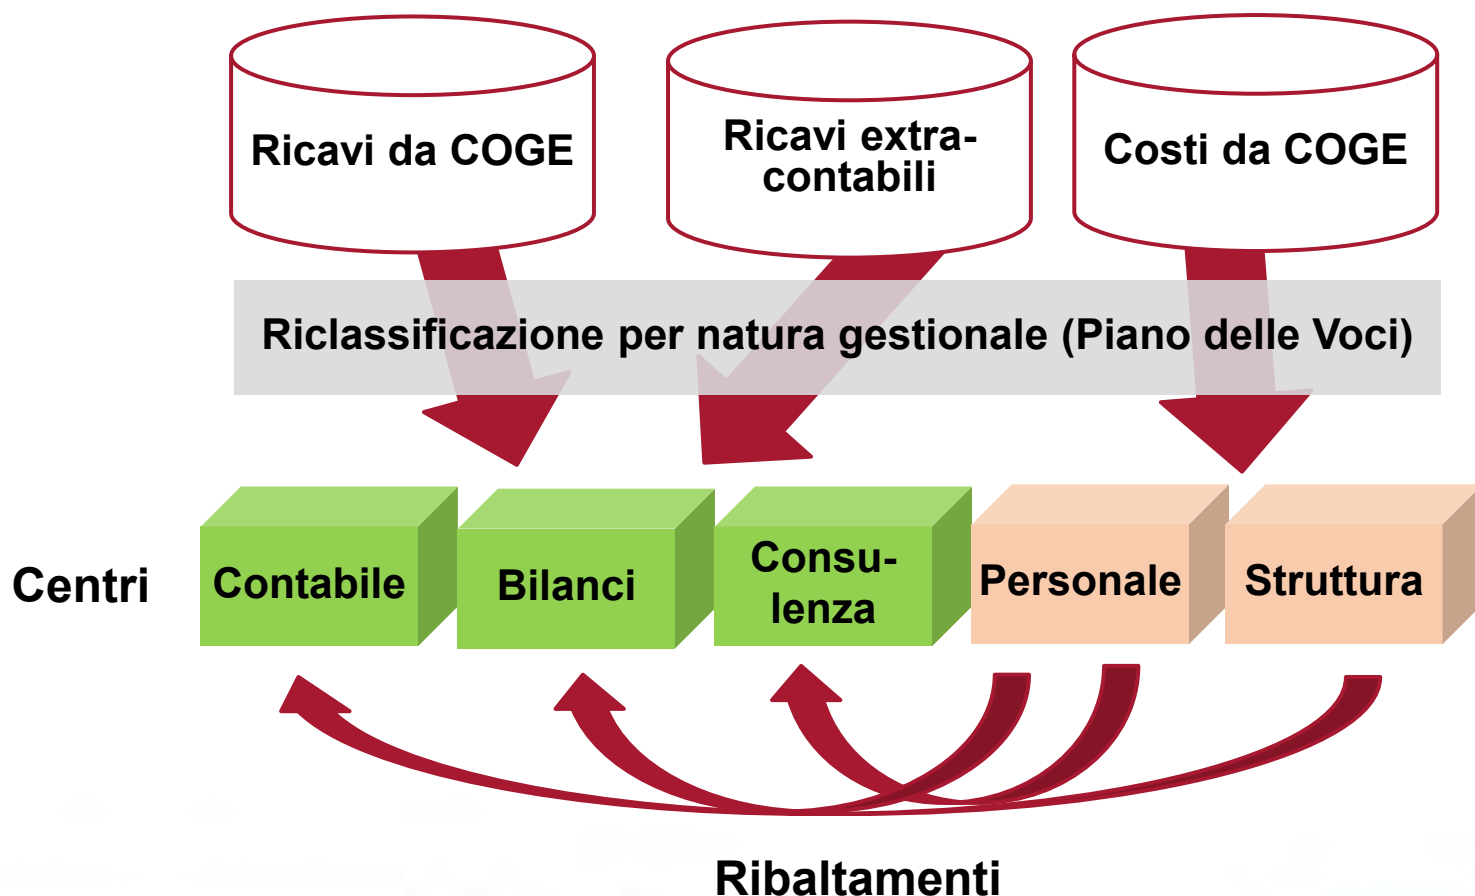 Ricavi da COGE
Ricavi extra-
contabili
Costi da COGE
Riclassificazione per natura gestionale (Piano delle Voci)
Centri
Contabile
Bilanci
Consu-
lenza
Personale
Struttura
Ribaltamenti